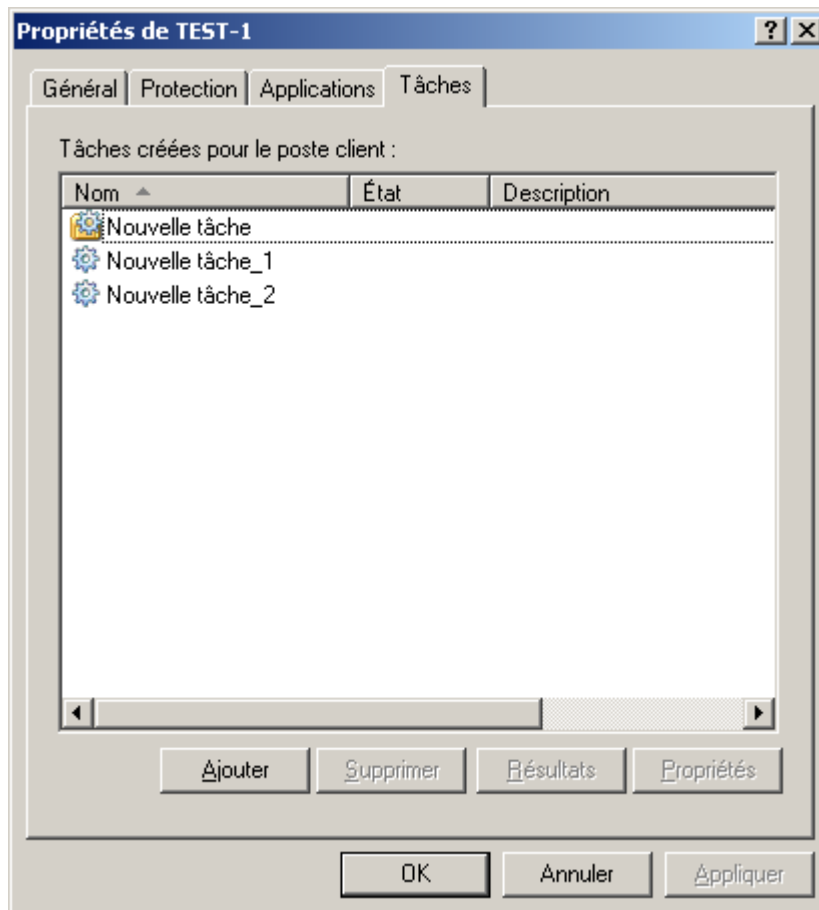 Propriétés de TEST-1
Général Protection Applications Tâches
Tâches créées pour le poste client :
Nom État Description
Nouvelle tâche
Nouvelle tâche_1
Nouvelle tâche_2
Ajouter Supprimer Résultats Propriétés
OK Annuler Appliquer